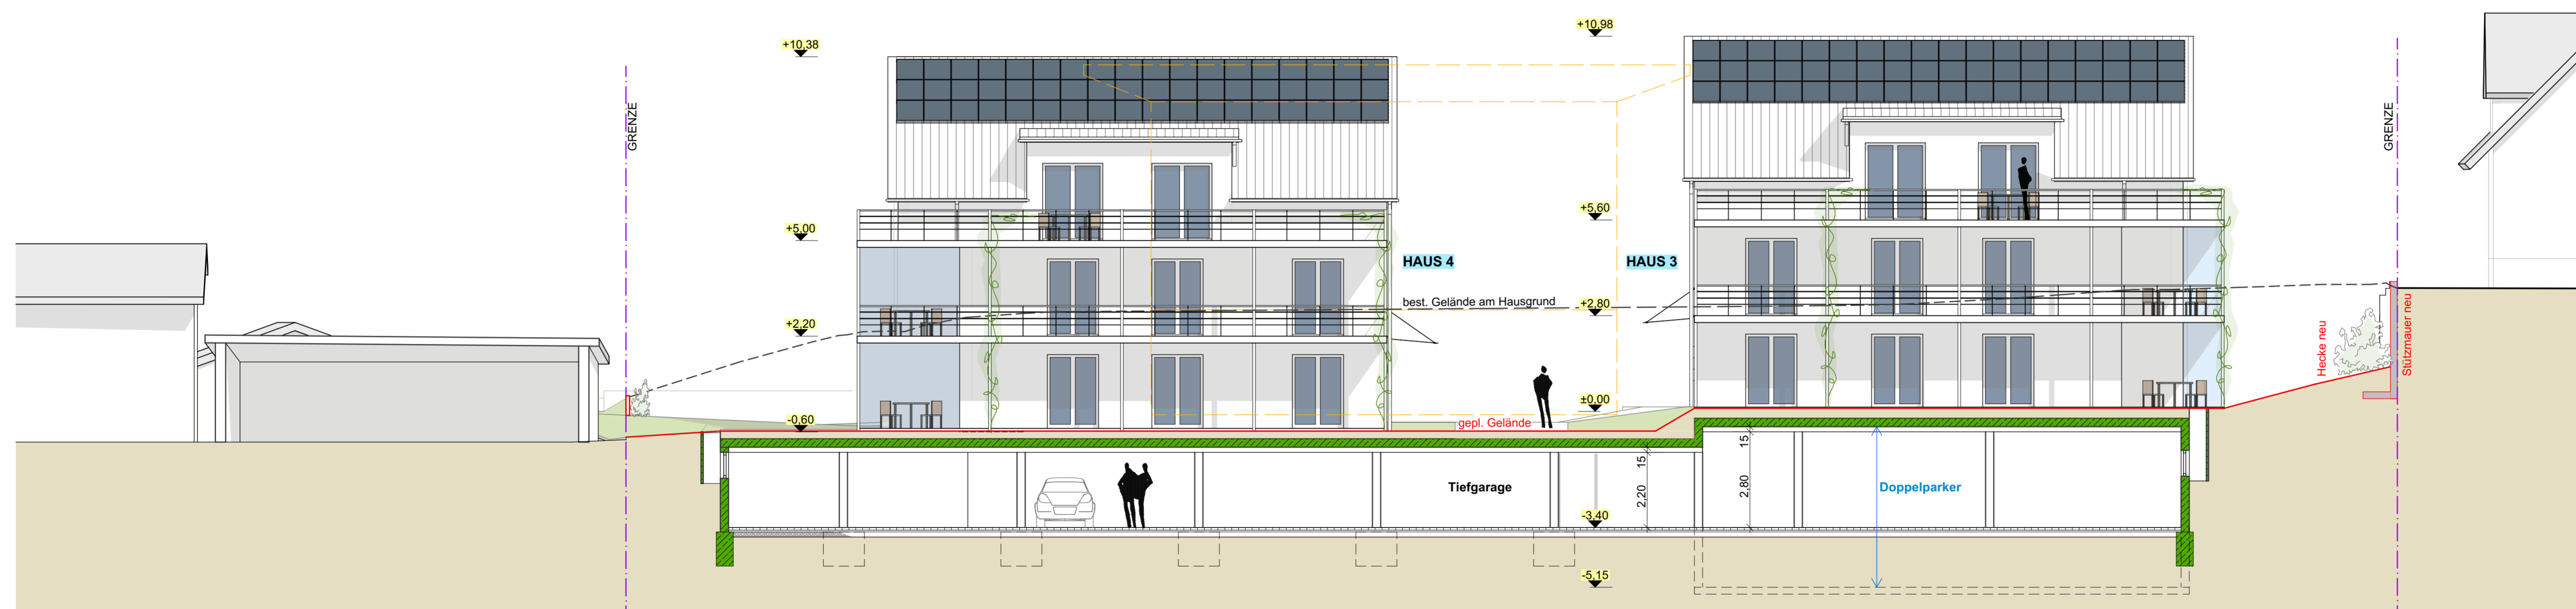 +10,98
+10,38
GRENZE
GRENZE
+5,60
+5,00
HAUS 4
HAUS 3
best. Gelände am Hausgrund
+2,80
+2,20
Hecke neu
Stützmauer neu
±0,00
-0,60
gepl. Gelände
15
15
2,20
2,80
Tiefgarage
Doppelparker
-3,40
-5,15